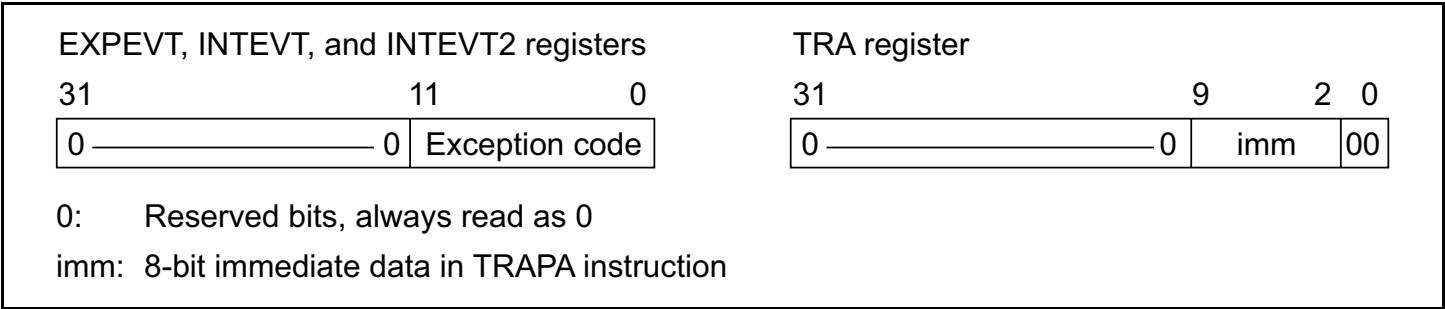 EXPEVT, INTEVT, and INTEVT2 registers
31 11 0
0 0 Exception code
TRA register
31 9 2 0
0 0 imm 00
0: Reserved bits, always read as 0
imm: 8-bit immediate data in TRAPA instruction